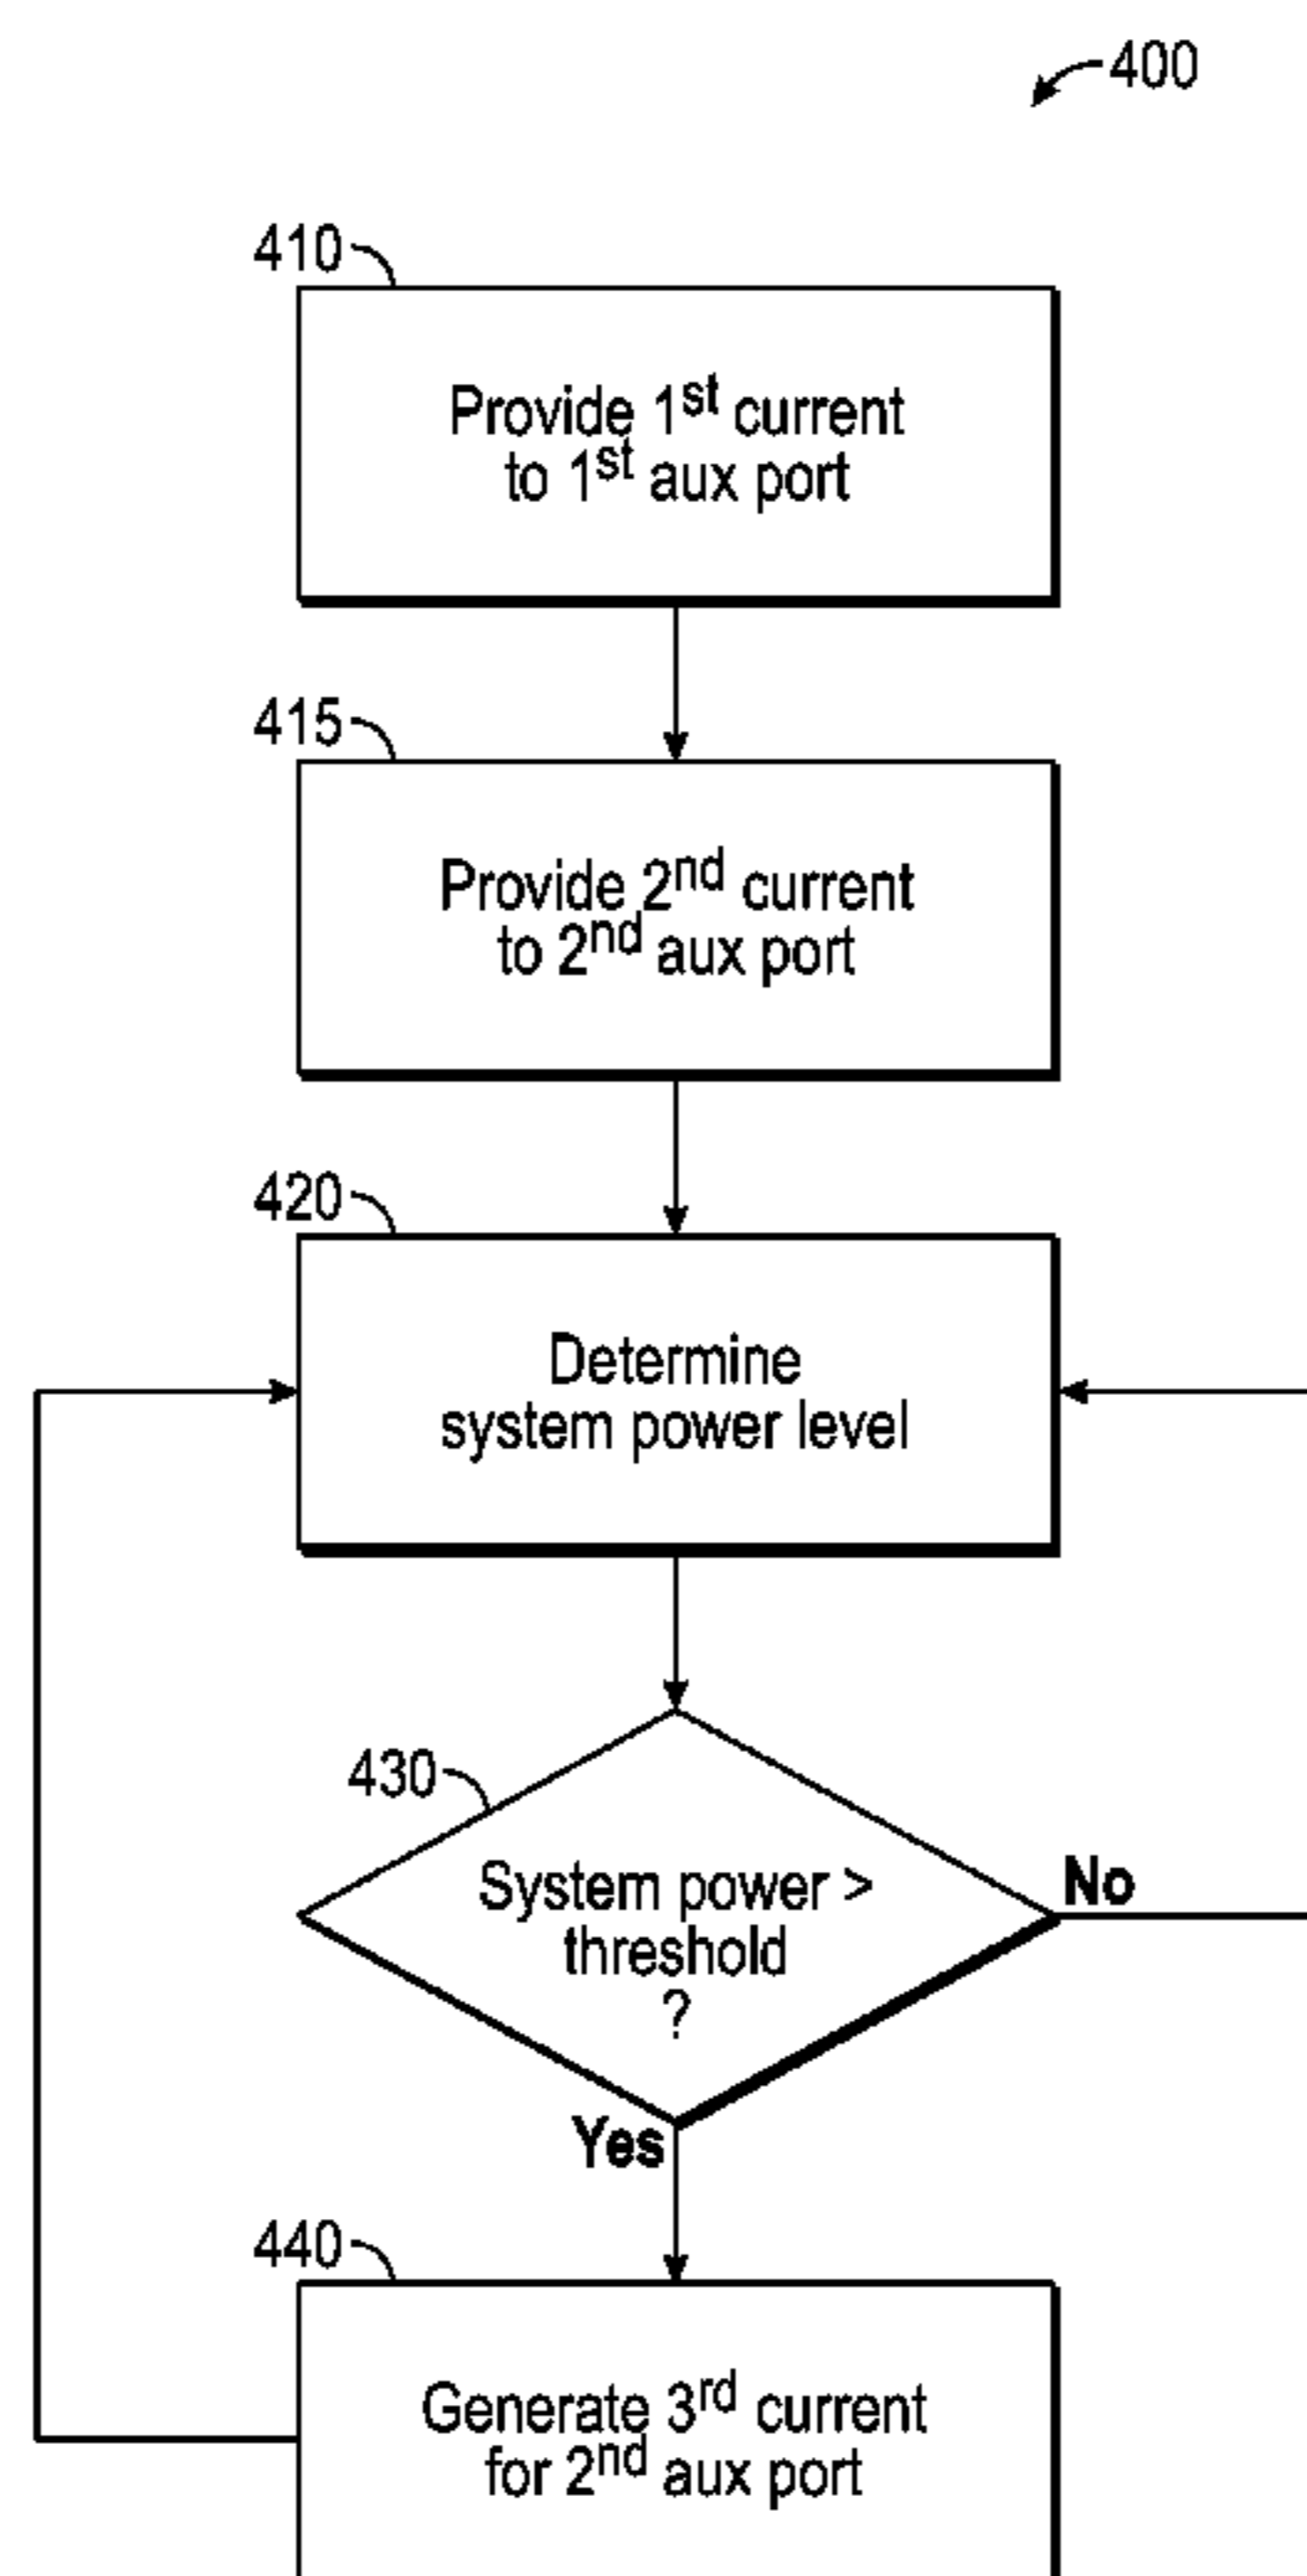 400
410
Provide 1st current
to 1st aux port
415
Provide 2nd current
to 2nd aux port
420
Determine
system power level
430
System power >
threshold
?
No
Yes
440
Generate 3rd current
for 2nd aux port